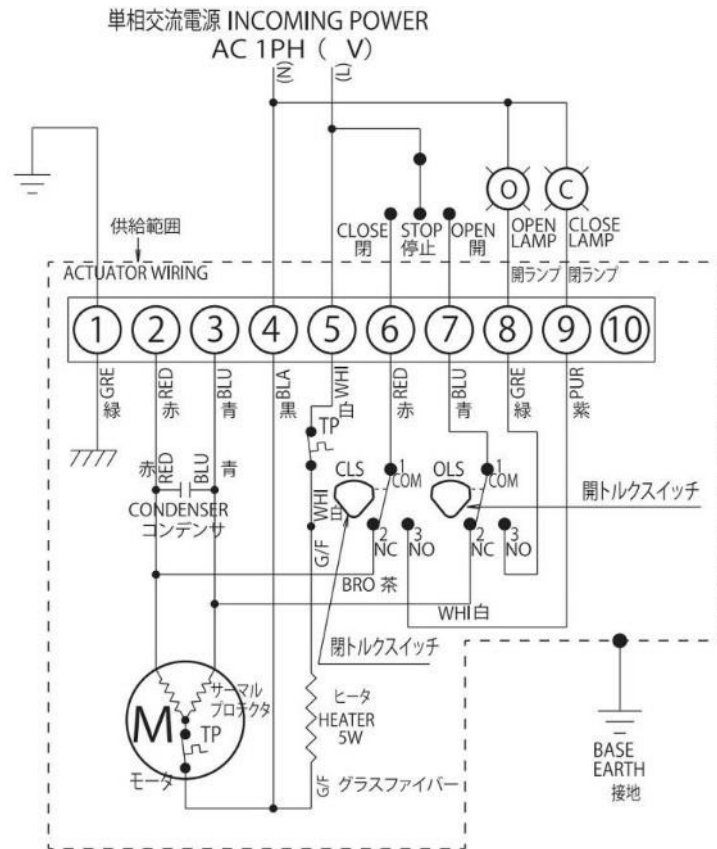 単相交流電源 INCOMING POWER
AC 1PH ( V)
(N)
(L)
O
C
CLOSE
閉
STOP
停止
OPEN
開
OPEN
LAMP
開ランプ
CLOSE
LAMP
閉ランプ
供給範囲
ACTUATOR WIRING
1 2 3 4 5 6 7 8 9 10
GRE
緑
RED
赤
BLU
青
BLA
黒
WHI
白
RED
赤
BLU
青
GRE
緑
PUR
紫
TP
赤 RED
BLU 青
CONDENSER
コンデンサ
WHI
白
G/F
CLS
1
COM
2
NC
3
NO
OLS
1
COM
2
NC
3
NO
開トルクスイッチ
BRO 茶
WHI 白
閉トルクスイッチ
M
サーマル
プロテクタ
TP
モータ
ヒータ
HEATER
5W
G/F
グラスファイバー
BASE
EARTH
接地